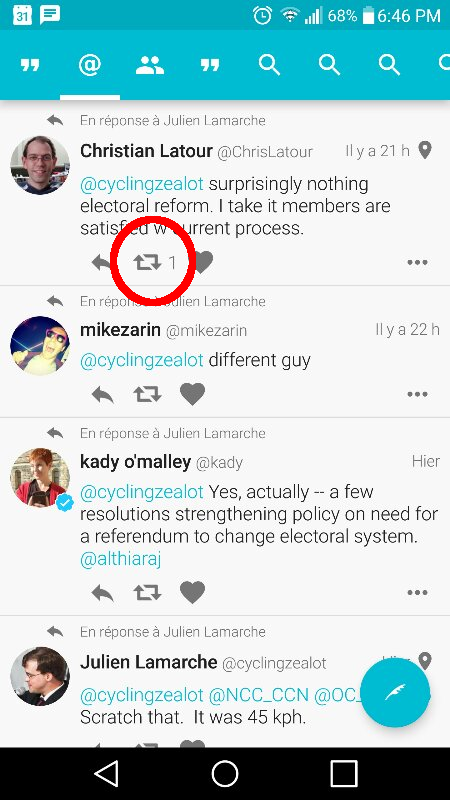 31 68% 6:46 PM
@
En réponse à Julien Lamarche
Christian Latour @ChrisLatour Il y a 21 h
@cyclingzealot surprisingly nothing
electoral reform. I take it members are
satisfied w current process.
1
En réponse à Julien Lamarche
mikezarin @mikezarin Il y a 22 h
@cyclingzealot different guy
En réponse à Julien Lamarche
kady o'malley @kady Hier
@cyclingzealot Yes, actually -- a few
resolutions strengthening policy on need for
a referendum to change electoral system.
@althiaraj
En réponse à Julien Lamarche
Julien Lamarche @cyclingzealot Hier
@cyclingzealot @NCC_CCN @OC_
Scratch that. It was 45 kph.